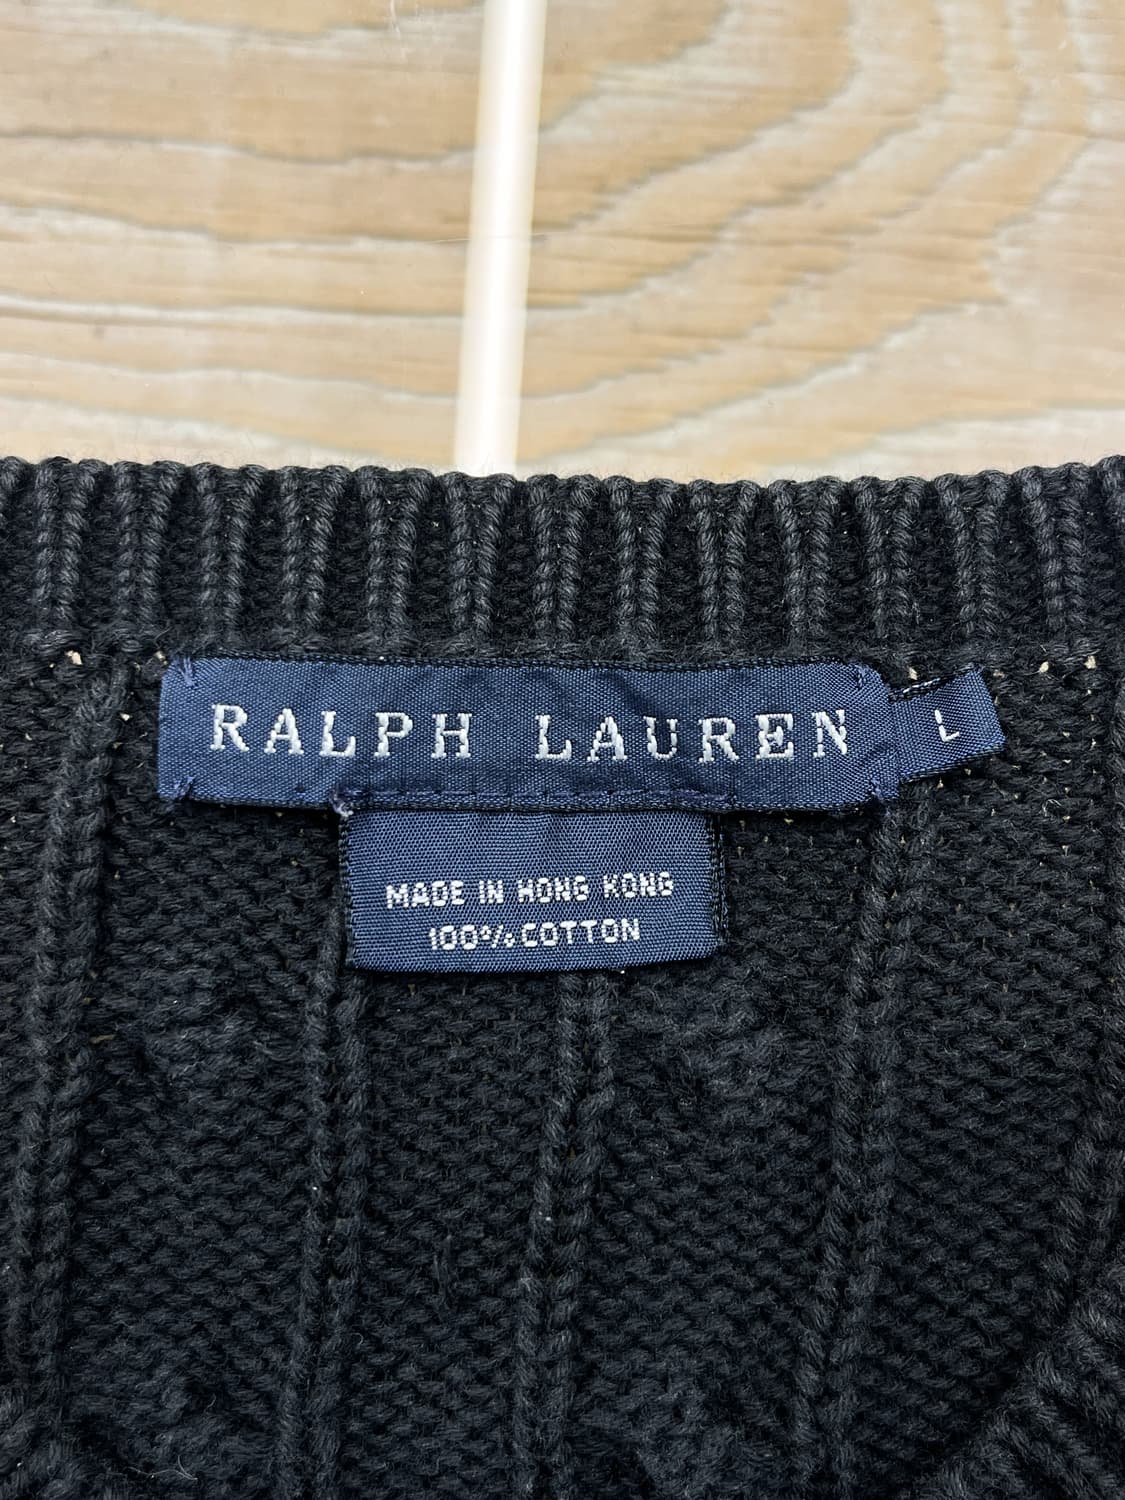 RALPH LAUREN
L
MADE IN HONG KONG
100% COTTON